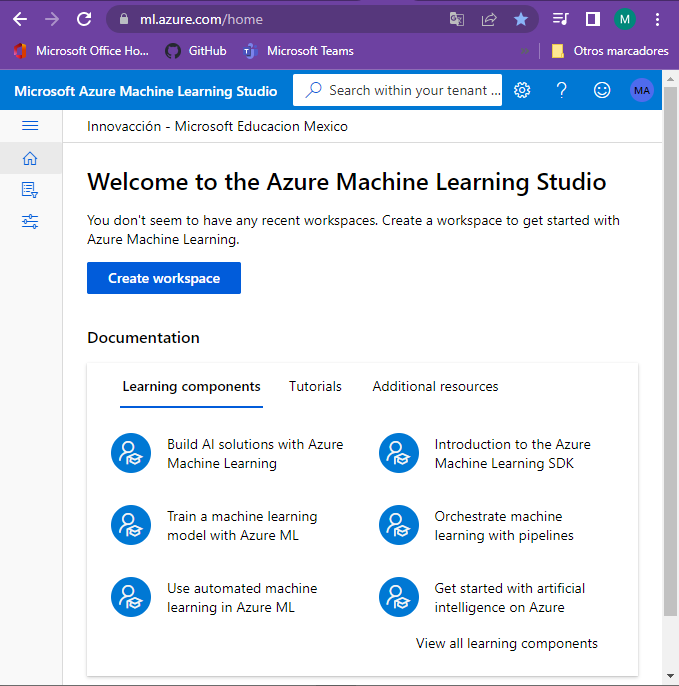 ml.azure.com/home
M
Microsoft Office Ho...
GitHub
Microsoft Teams
»
Otros marcadores
Microsoft Azure Machine Learning Studio
Search within your tenant ...
?
MA
Innovacción - Microsoft Educacion Mexico
Welcome to the Azure Machine Learning Studio
You don't seem to have any recent workspaces. Create a workspace to get started with
Azure Machine Learning.
Create workspace
Documentation
Learning components
Tutorials
Additional resources
Build AI solutions with Azure
Machine Learning
Introduction to the Azure
Machine Learning SDK
Train a machine learning
model with Azure ML
Orchestrate machine
learning with pipelines
Use automated machine
learning in Azure ML
Get started with artificial
intelligence on Azure
View all learning components